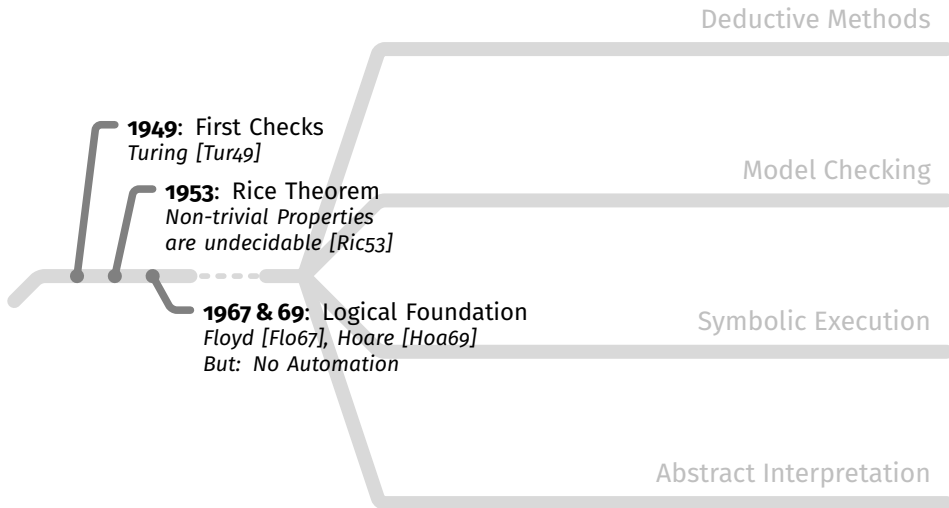 Deductive Methods
1949: First Checks
Turing [Tur49]
Model Checking
1953: Rice Theorem
Non-trivial Properties
are undecidable [Ric53]
1967 & 69: Logical Foundation
Floyd [Flo67], Hoare [Hoa69]
But: No Automation
Symbolic Execution
Abstract Interpretation